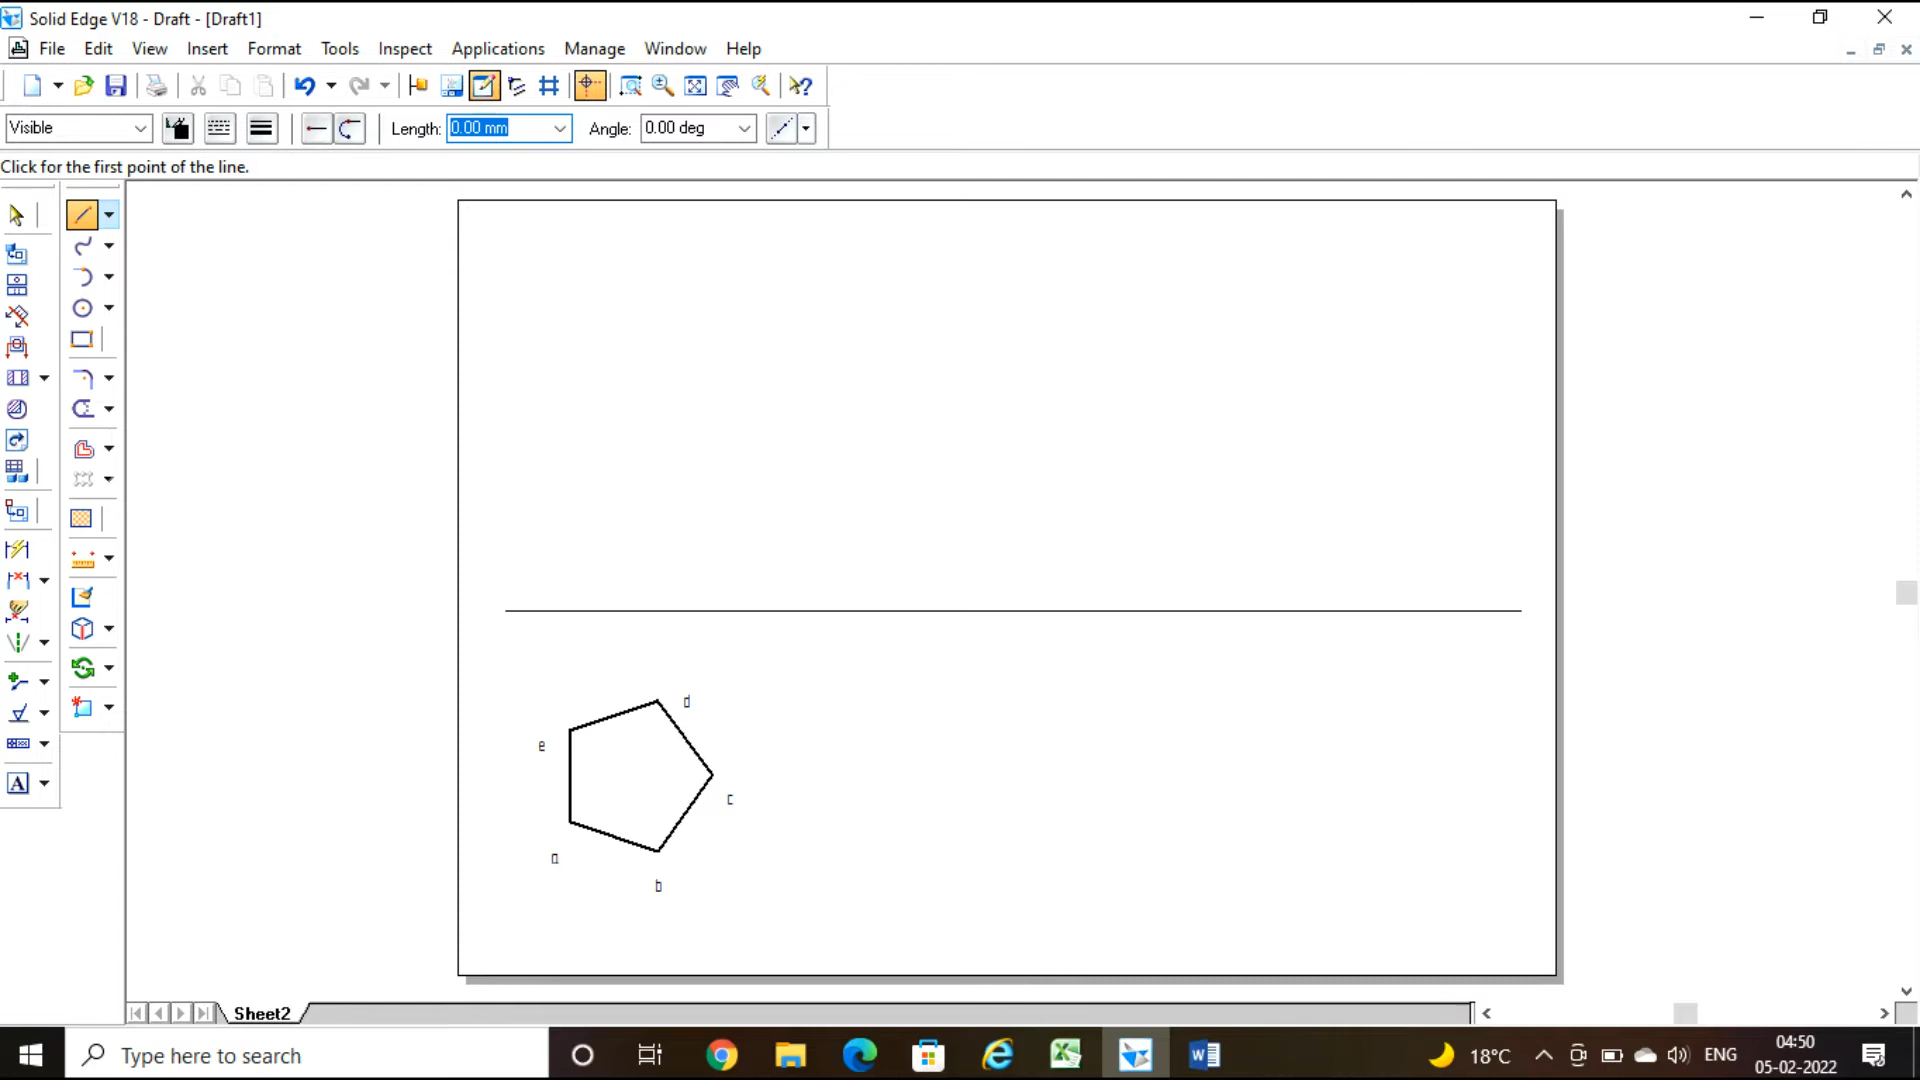 Solid Edge V18 - Draft - [Draft1]
File Edit View Insert Format Tools Inspect Applications Manage Window Help
Visible Length: 0.00 mm Angle: 0.00 deg
Click for the first point of the line.
d
e
c
a
b
A
Sheet2
Type here to search
18°C ENG 04:50
05-02-2022